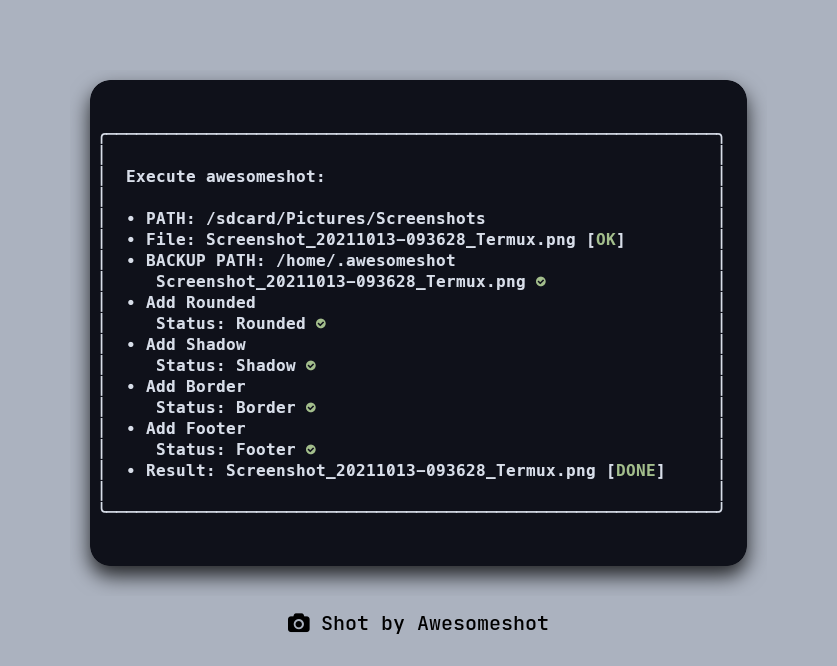 Execute awesomeshot:
• PATH: /sdcard/Pictures/Screenshots
• File: Screenshot_20211013-093628_Termux.png [OK]
• BACKUP PATH: /home/.awesomeshot
Screenshot_20211013-093628_Termux.png
• Add Rounded
Status: Rounded
• Add Shadow
Status: Shadow
• Add Border
Status: Border
• Add Footer
Status: Footer
• Result: Screenshot_20211013-093628_Termux.png [DONE]
Shot by Awesomeshot